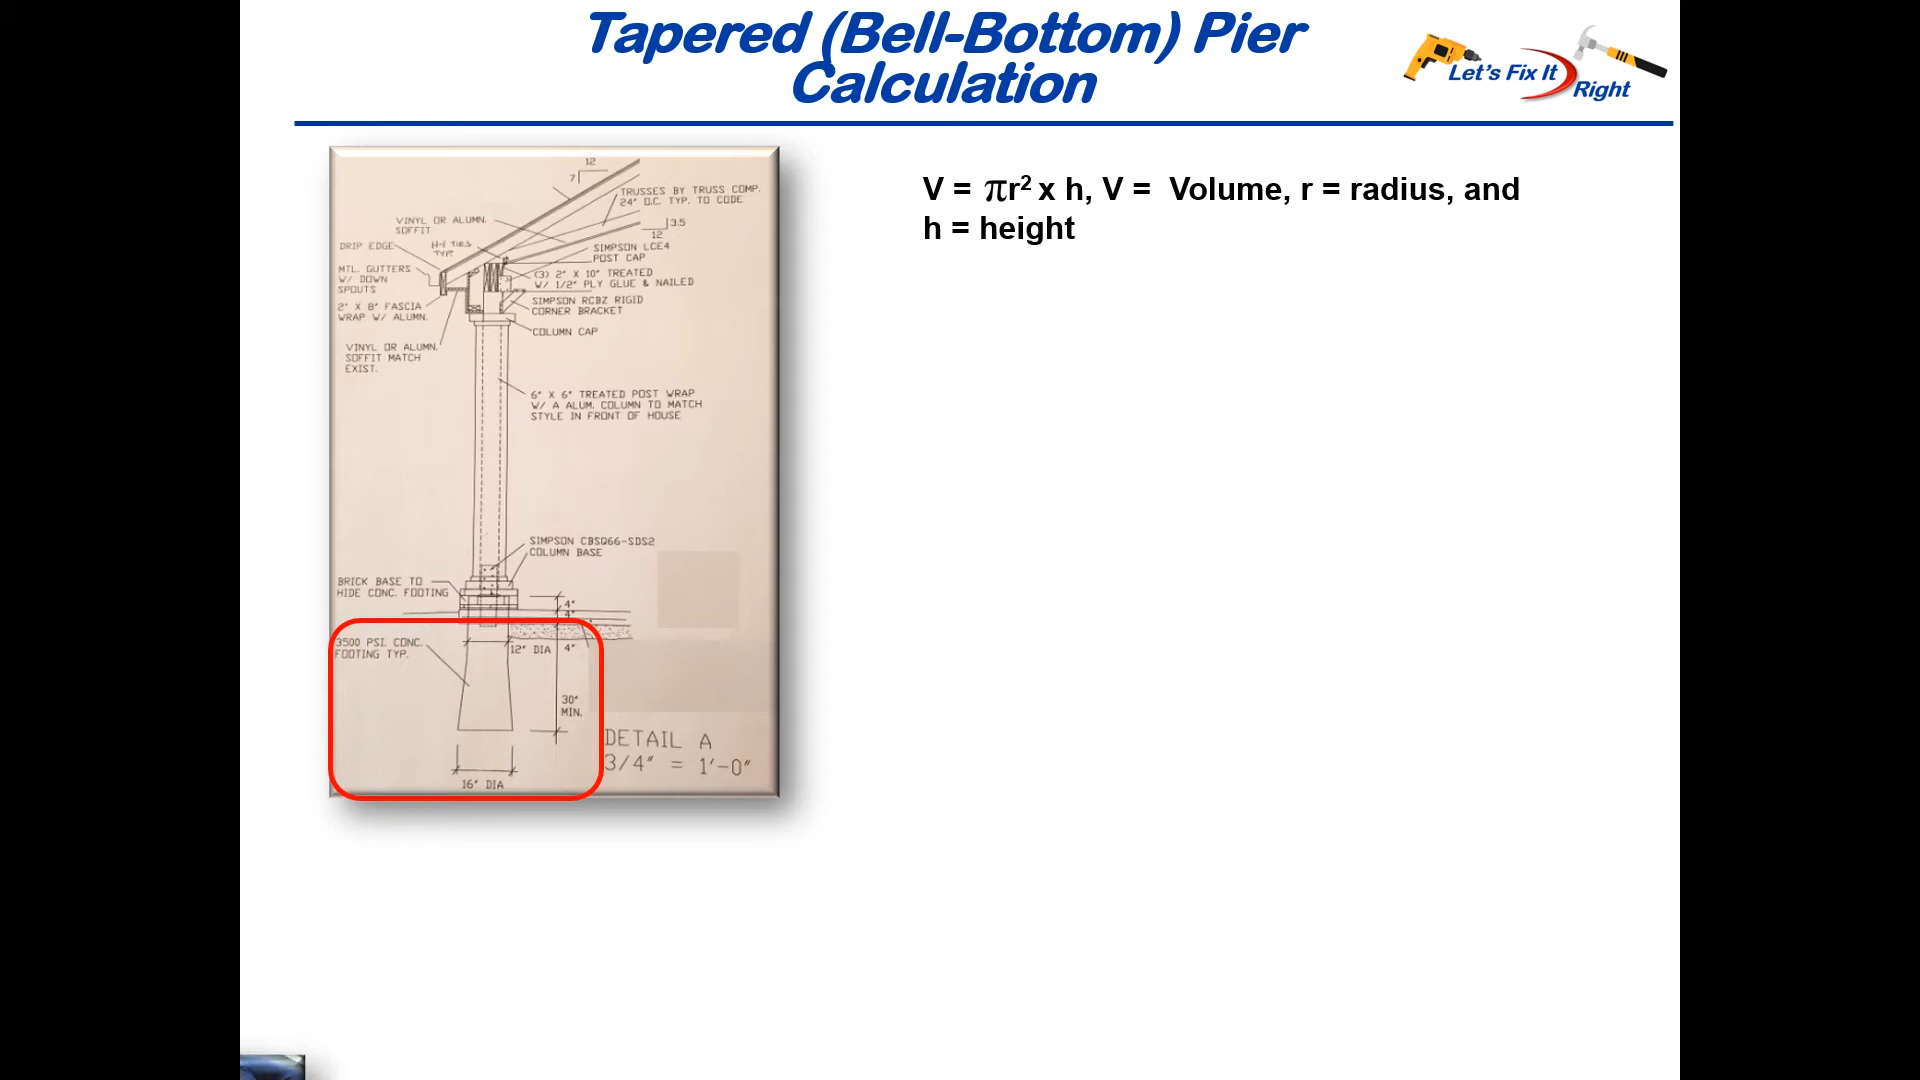 Tapered (Bell-Bottom) Pier
Calculation
Let's Fix It
Right
V = πr² x h, V = Volume, r = radius, and
h = height
12
7
TRUSSES BY TRUSS COMP.
24" O.C. TYP. TO CODE
VINYL OR ALUMN.
SOFFIT
3.5
12
DRIP EDGE
H-1 TIES
TYP.
SIMPSON LCE4
POST CAP
MTL. GUTTERS
W/ DOWN
SPOUTS
(3) 2" X 10" TREATED
W/ 1/2" PLY GLUE & NAILED
2" X 8" FASCIA
WRAP W/ ALUMN.
SIMPSON RCBZ RIGID
CORNER BRACKET
COLUMN CAP
VINYL OR ALUMN.
SOFFIT MATCH
EXIST.
6" X 6" TREATED POST WRAP
W/ A ALUM. COLUMN TO MATCH
STYLE IN FRONT OF HOUSE
SIMPSON CBSQ66-SDS2
COLUMN BASE
BRICK BASE TO
HIDE CONC. FOOTING
4"
4"
3500 PSI. CONC.
FOOTING TYP.
12" DIA
4"
30"
MIN.
DETAIL A
3/4" = 1'-0"
16" DIA